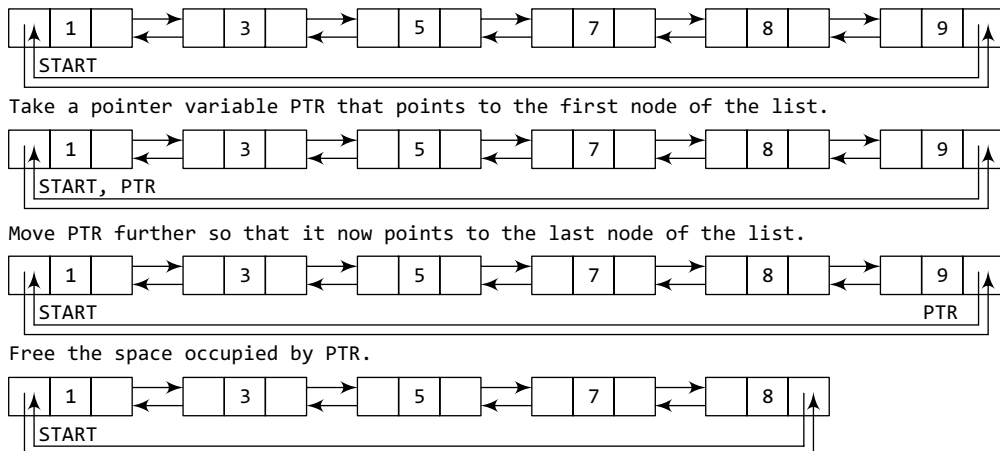 1 3 5 7 8 9
START
Take a pointer variable PTR that points to the first node of the list.
1 3 5 7 8 9
START, PTR
Move PTR further so that it now points to the last node of the list.
1 3 5 7 8 9
START PTR
Free the space occupied by PTR.
1 3 5 7 8
START